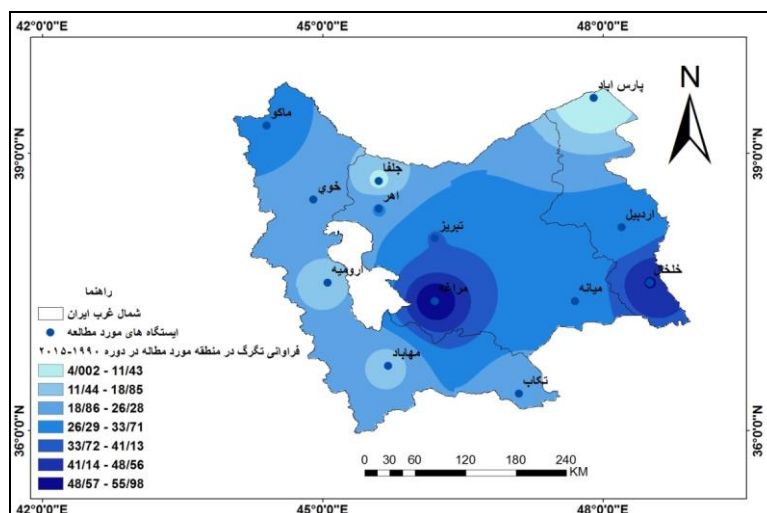 42°0'0"E
45°0'0"E
48°0'0"E
N
39°0'0"N
39°0'0"N
36°0'0"N
36°0'0"N
پارس اباد
ماکو
جلفا
خوي
اهر
تبریز
اردبیل
ارومیه
مراغه
میانه
خلخال
مهاباد
تکاب
راهنما
شمال غرب ایران
ایستگاه های مورد مطالعه
فراوانی تگرگ در منطقه مورد مطاله در دوره ۱۹۹۰-۲۰۱۵
4/002 - 11/43
11/44 - 18/85
18/86 - 26/28
26/29 - 33/71
33/72 - 41/13
41/14 - 48/56
48/57 - 55/98
0 30 60 120 180 240
KM
42°0'0"E
45°0'0"E
48°0'0"E